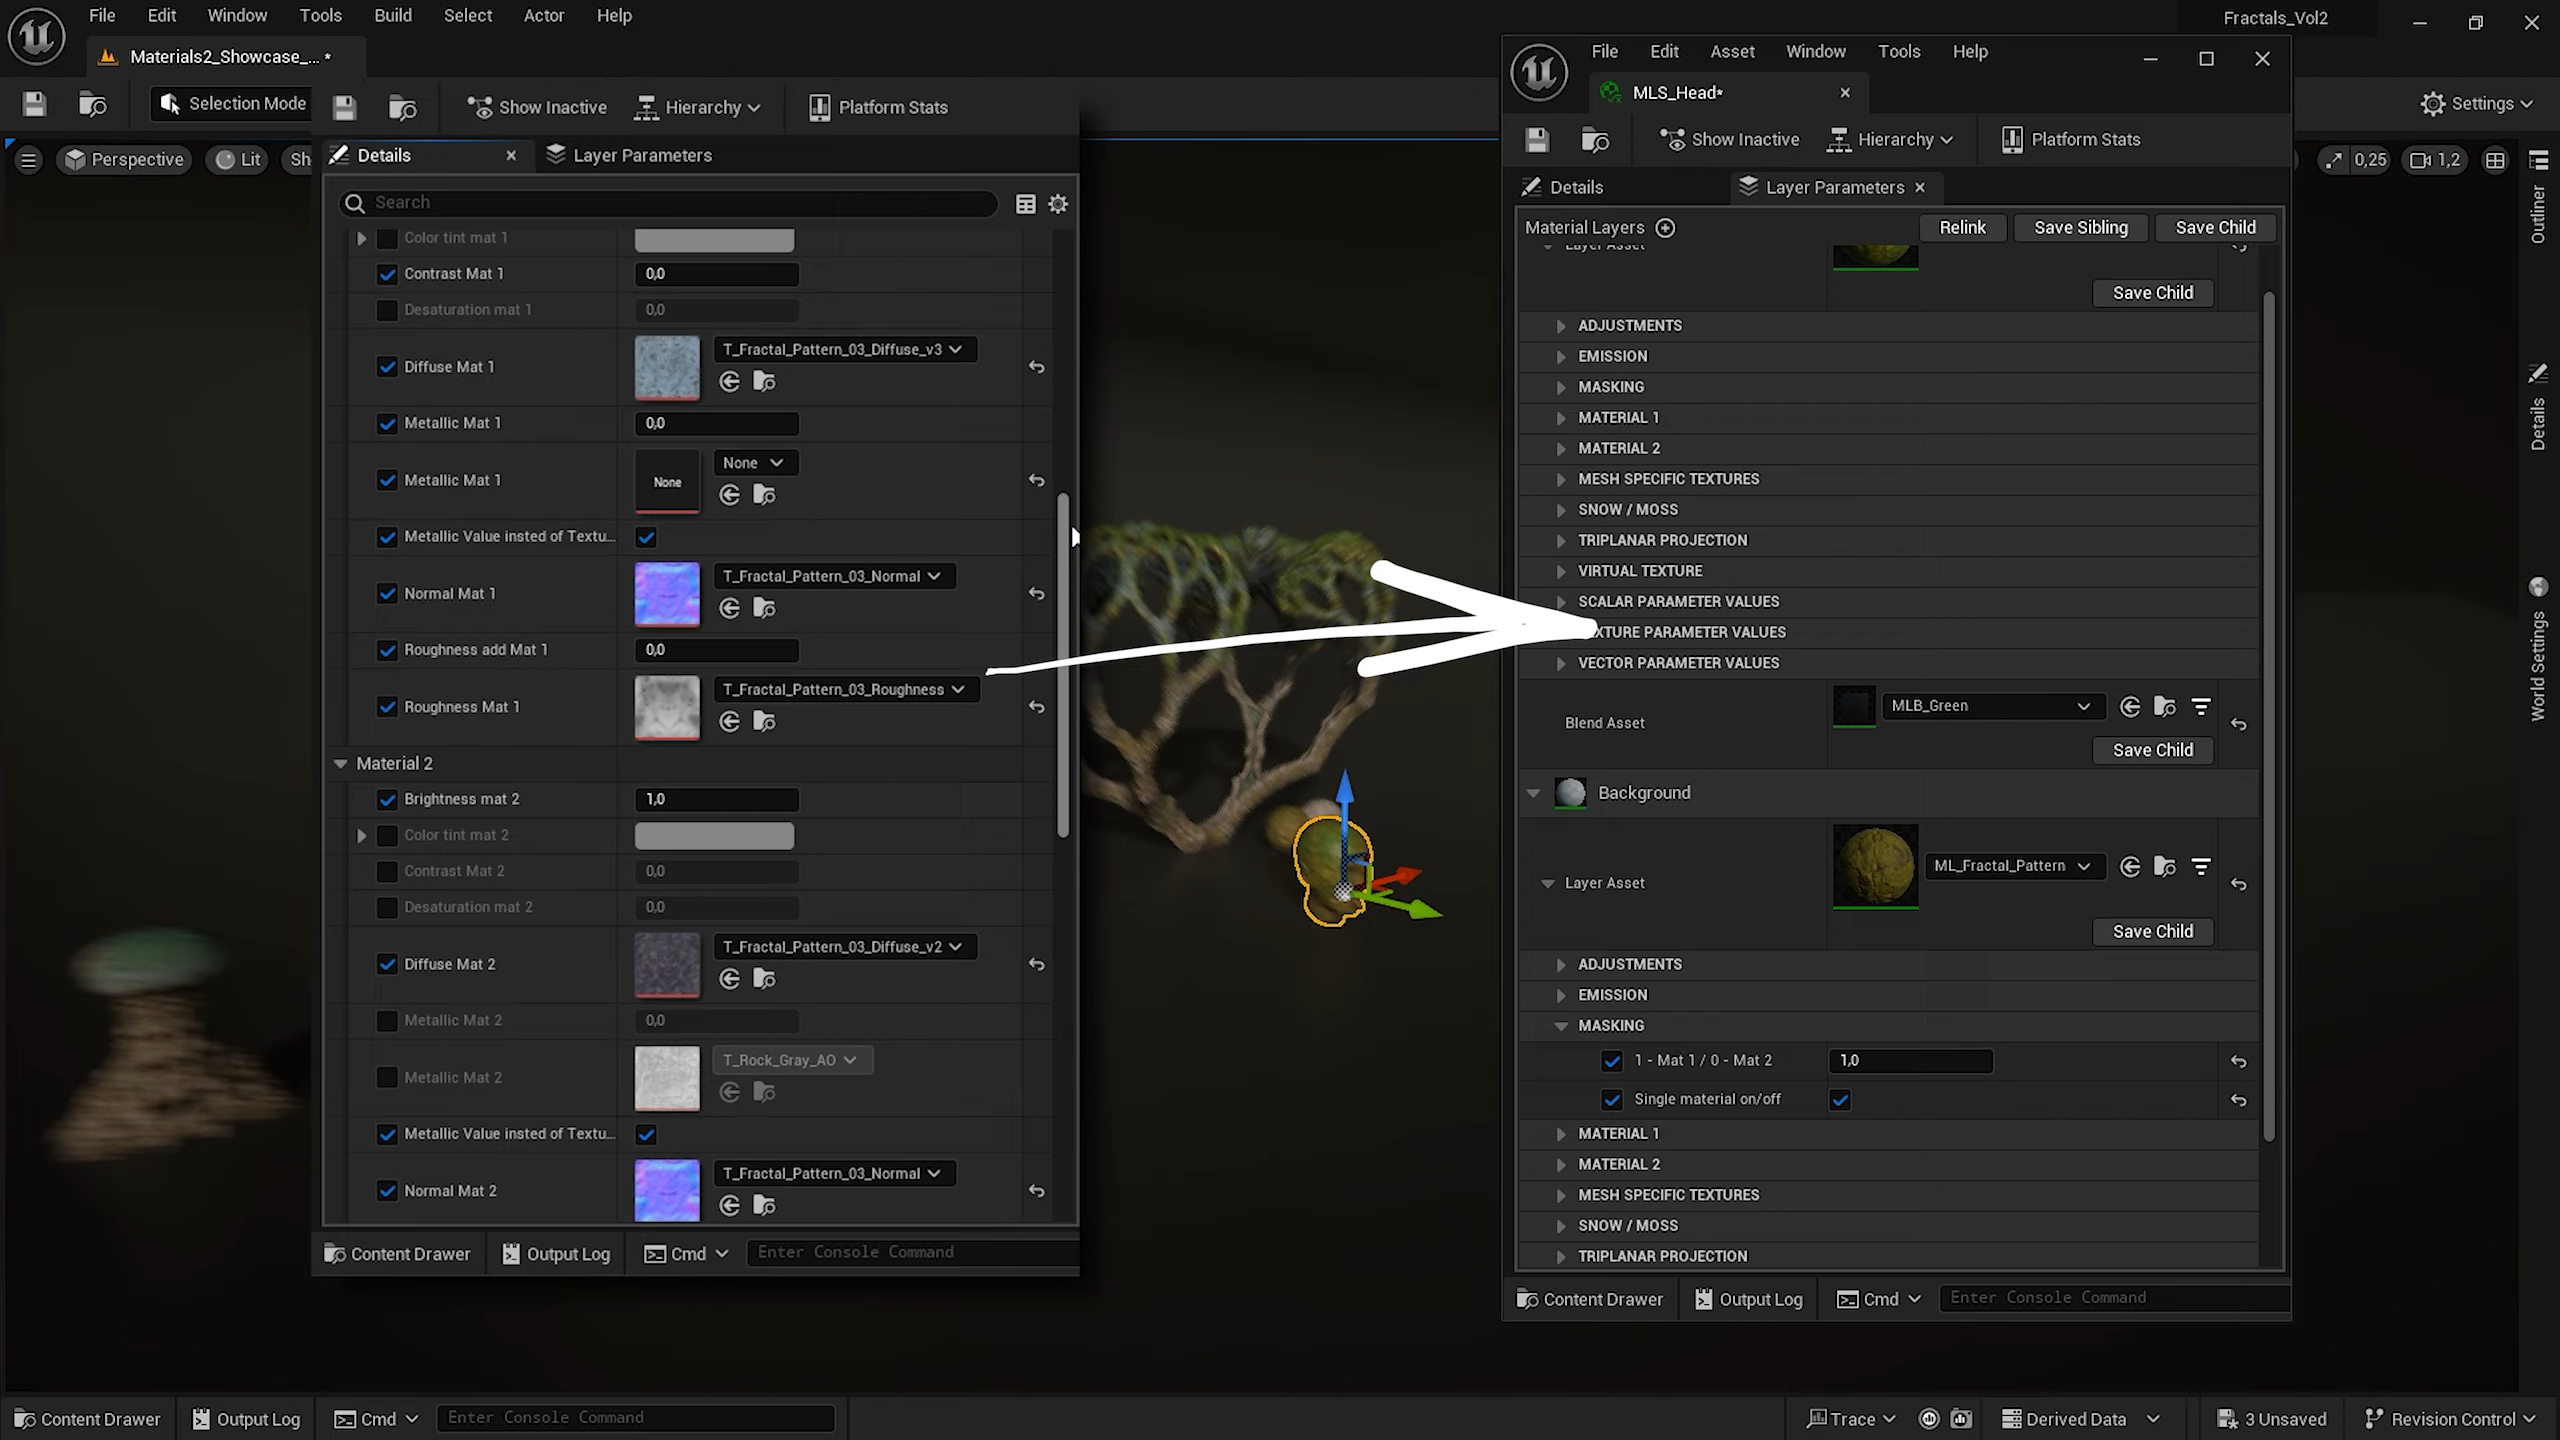 File Edit Window Tools Build Select Actor Help
Fractals_Vol2
Materials2_Showcase_... *
Selection Mode
Settings
Perspective
Lit
Sh
0,25
1,2
Outliner
Details
World Settings
Show Inactive
Hierarchy
Platform Stats
Details
Layer Parameters
Search
Color tint mat 1
Contrast Mat 1 0,0
Desaturation mat 1 0,0
Diffuse Mat 1 T_Fractal_Pattern_03_Diffuse_v3
Metallic Mat 1 0,0
Metallic Mat 1 None None
Metallic Value insted of Textu...
Normal Mat 1 T_Fractal_Pattern_03_Normal
Roughness add Mat 1 0,0
Roughness Mat 1 T_Fractal_Pattern_03_Roughness
Material 2
Brightness mat 2 1,0
Color tint mat 2
Contrast Mat 2 0,0
Desaturation mat 2 0,0
Diffuse Mat 2 T_Fractal_Pattern_03_Diffuse_v2
Metallic Mat 2 0,0
Metallic Mat 2 T_Rock_Gray_AO
Metallic Value insted of Textu...
Normal Mat 2 T_Fractal_Pattern_03_Normal
Content Drawer Output Log Cmd Enter Console Command
File Edit Asset Window Tools Help
MLS_Head*
Show Inactive Hierarchy Platform Stats
Details Layer Parameters
Material Layers Relink Save Sibling Save Child
Layer Asset
Save Child
ADJUSTMENTS
EMISSION
MASKING
MATERIAL 1
MATERIAL 2
MESH SPECIFIC TEXTURES
SNOW / MOSS
TRIPLANAR PROJECTION
VIRTUAL TEXTURE
SCALAR PARAMETER VALUES
XTURE PARAMETER VALUES
VECTOR PARAMETER VALUES
Blend Asset MLB_Green
Save Child
Background
Layer Asset ML_Fractal_Pattern
Save Child
ADJUSTMENTS
EMISSION
MASKING
1 - Mat 1 / 0 - Mat 2 1,0
Single material on/off
MATERIAL 1
MATERIAL 2
MESH SPECIFIC TEXTURES
SNOW / MOSS
TRIPLANAR PROJECTION
Content Drawer Output Log Cmd Enter Console Command
Content Drawer Output Log Cmd Enter Console Command
Trace Derived Data 3 Unsaved Revision Control